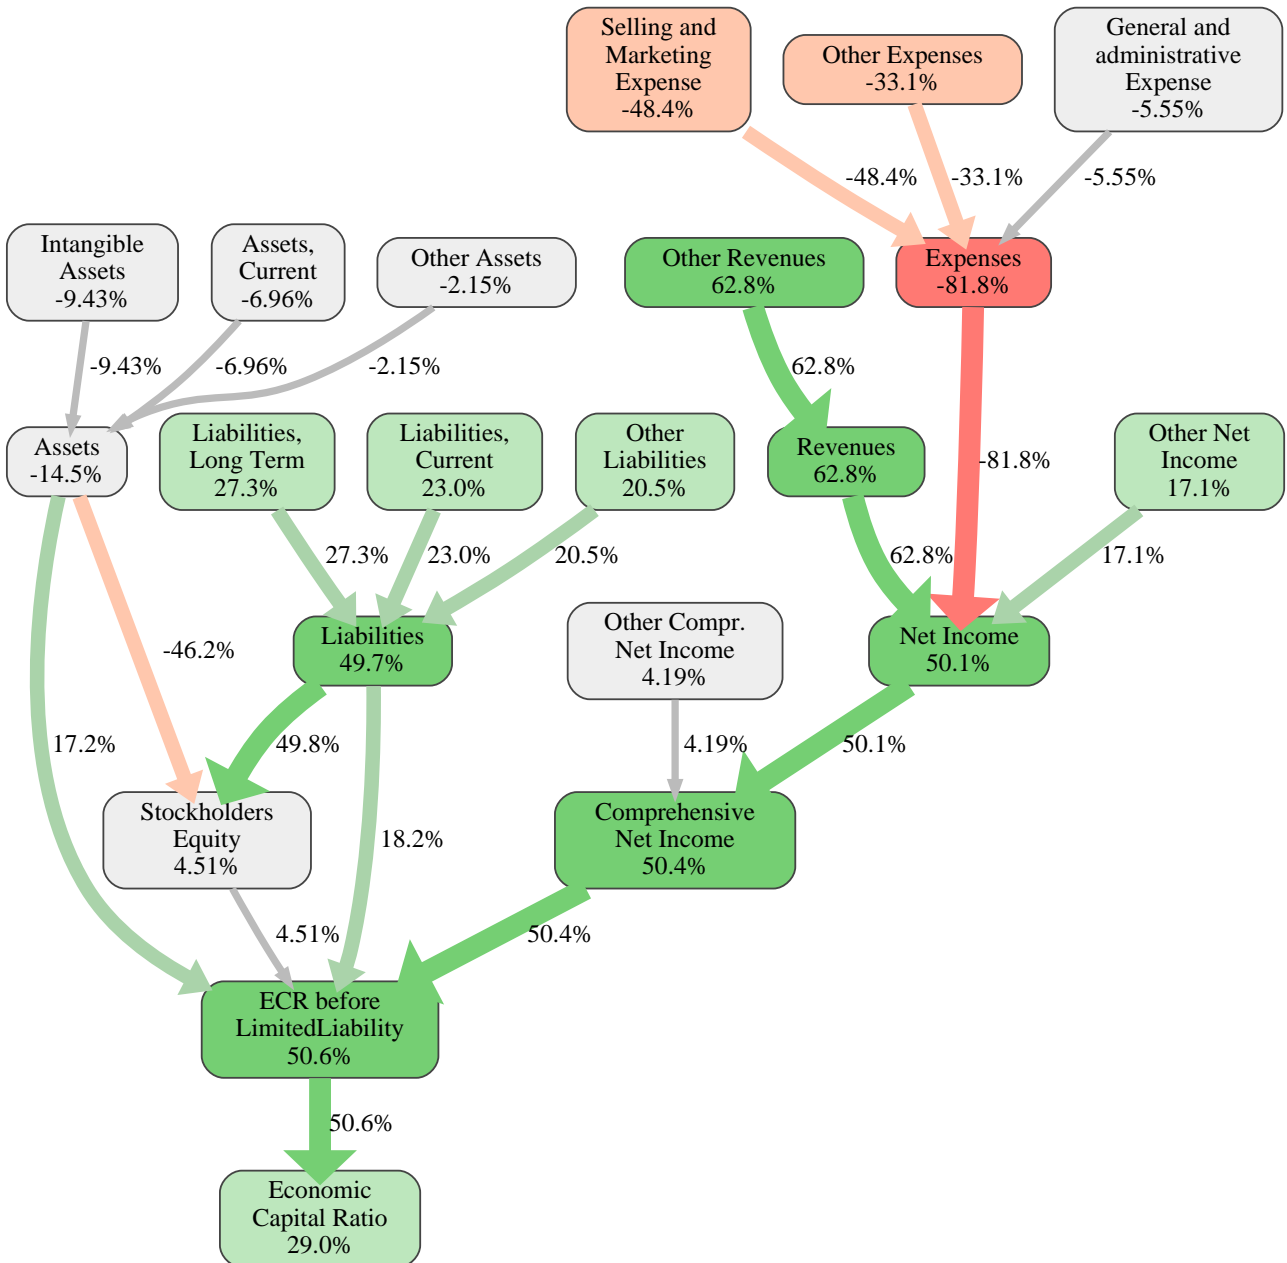 Selling and
Marketing
Expense
-48.4%
Other Expenses
-33.1%
General and
administrative
Expense
-5.55%
-48.4%
-33.1%
-5.55%
Intangible
Assets
-9.43%
Assets,
Current
-6.96%
Other Assets
-2.15%
Other Revenues
62.8%
Expenses
-81.8%
-9.43%
-6.96%
-2.15%
62.8%
Assets
-14.5%
Liabilities,
Long Term
27.3%
Liabilities,
Current
23.0%
Other
Liabilities
20.5%
Revenues
62.8%
-81.8%
Other Net
Income
17.1%
27.3%
23.0%
20.5%
62.8%
17.1%
-46.2%
Liabilities
49.7%
Other Compr.
Net Income
4.19%
Net Income
50.1%
17.2%
49.8%
4.19%
50.1%
Stockholders
Equity
4.51%
18.2%
Comprehensive
Net Income
50.4%
4.51%
50.4%
ECR before
LimitedLiability
50.6%
50.6%
Economic
Capital Ratio
29.0%